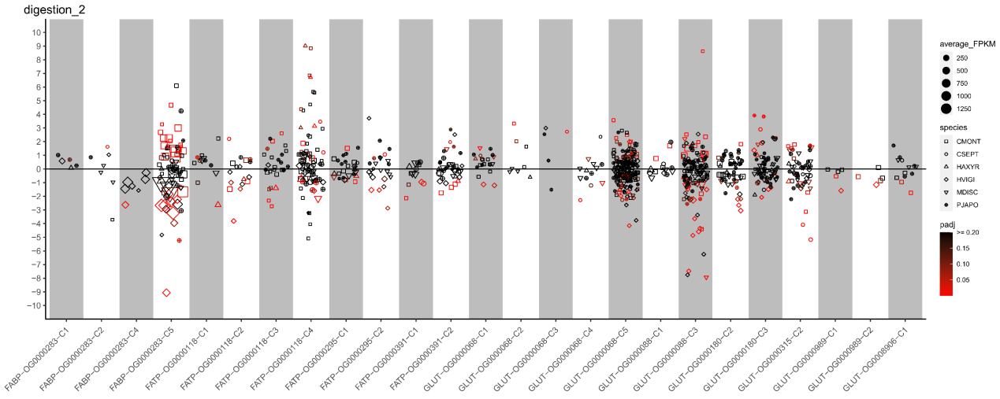 digestion_2
10
9
8
7
6
5
4
3
2
1
0
−1
−2
−3
−4
−5
−6
−7
−8
−9
−10
FABP−OG0000283−C1
FABP−OG0000283−C2
FABP−OG0000283−C4
FABP−OG0000283−C5
FATP−OG0000118−C1
FATP−OG0000118−C2
FATP−OG0000118−C3
FATP−OG0000118−C4
FATP−OG0000295−C1
FATP−OG0000295−C2
FATP−OG0000391−C1
FATP−OG0000391−C2
GLUT−OG0000068−C1
GLUT−OG0000068−C2
GLUT−OG0000068−C3
GLUT−OG0000068−C4
GLUT−OG0000068−C5
GLUT−OG0000088−C1
GLUT−OG0000088−C3
GLUT−OG0000180−C2
GLUT−OG0000180−C3
GLUT−OG0000315−C2
GLUT−OG0000989−C1
GLUT−OG0000989−C2
GLUT−OG0008906−C1
average_FPKM
250
500
750
1000
1250
species
CMONT
CSEPT
HAXYR
HVIGI
MDISC
PJAPO
padj
>= 0.20
0.15
0.10
0.05